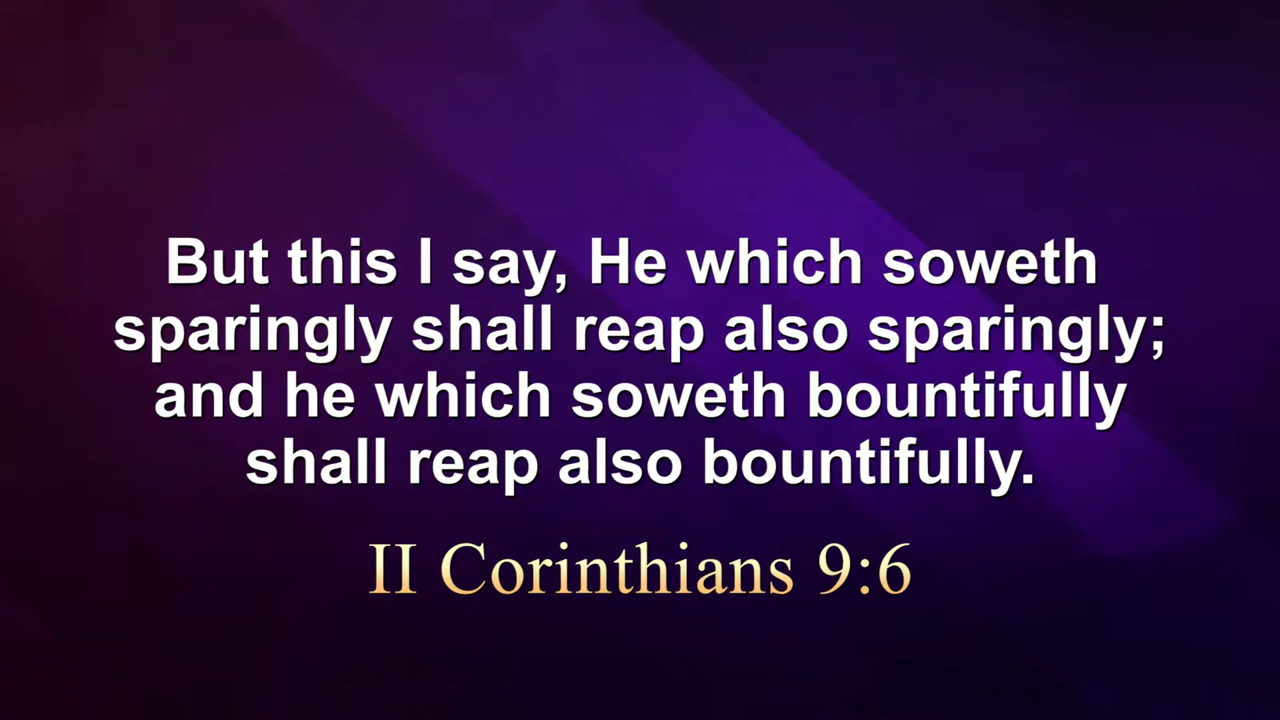 But this I say, He which soweth
sparingly shall reap also sparingly;
and he which soweth bountifully
shall reap also bountifully.
II Corinthians 9:6